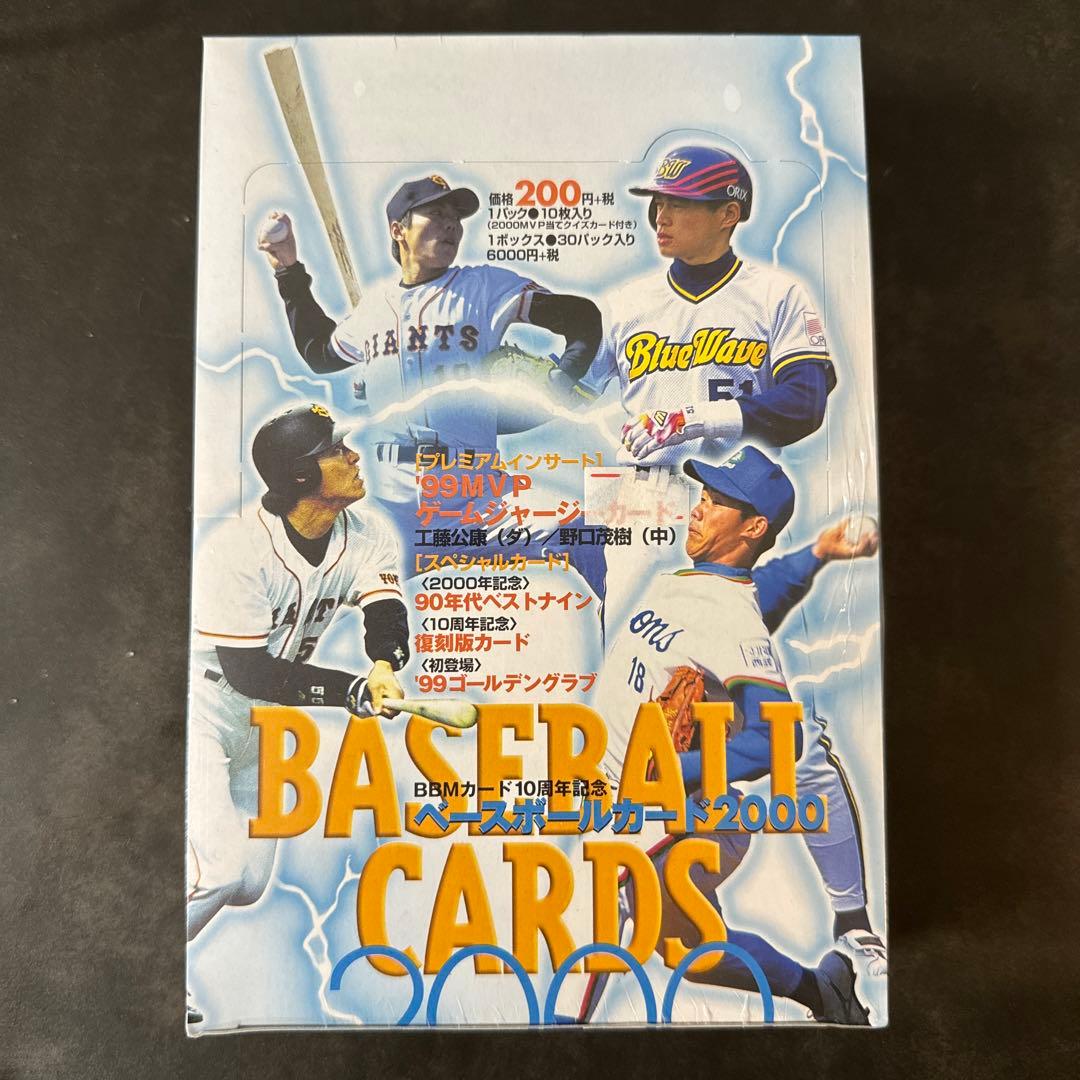 価格200円+税
1パック●10枚入り
(2000MVP当てクイズカード付き)
1ボックス●30パック入り
6000円+税
BW
ORIX
GIANTS
BlueWave
51
[プレミアムインサート]
'99MVP
ゲームジャージーカード
工藤公康(ダ)/野口茂樹(中)
[スペシャルカード]
〈2000年記念〉
90年代ベストナイン
〈10周年記念〉
復刻版カード
〈初登場〉
'99ゴールデングラブ
ons
18
5
55
BASEBALL
BBMカード10周年記念
ベースボールカード2000
CARDS
2000